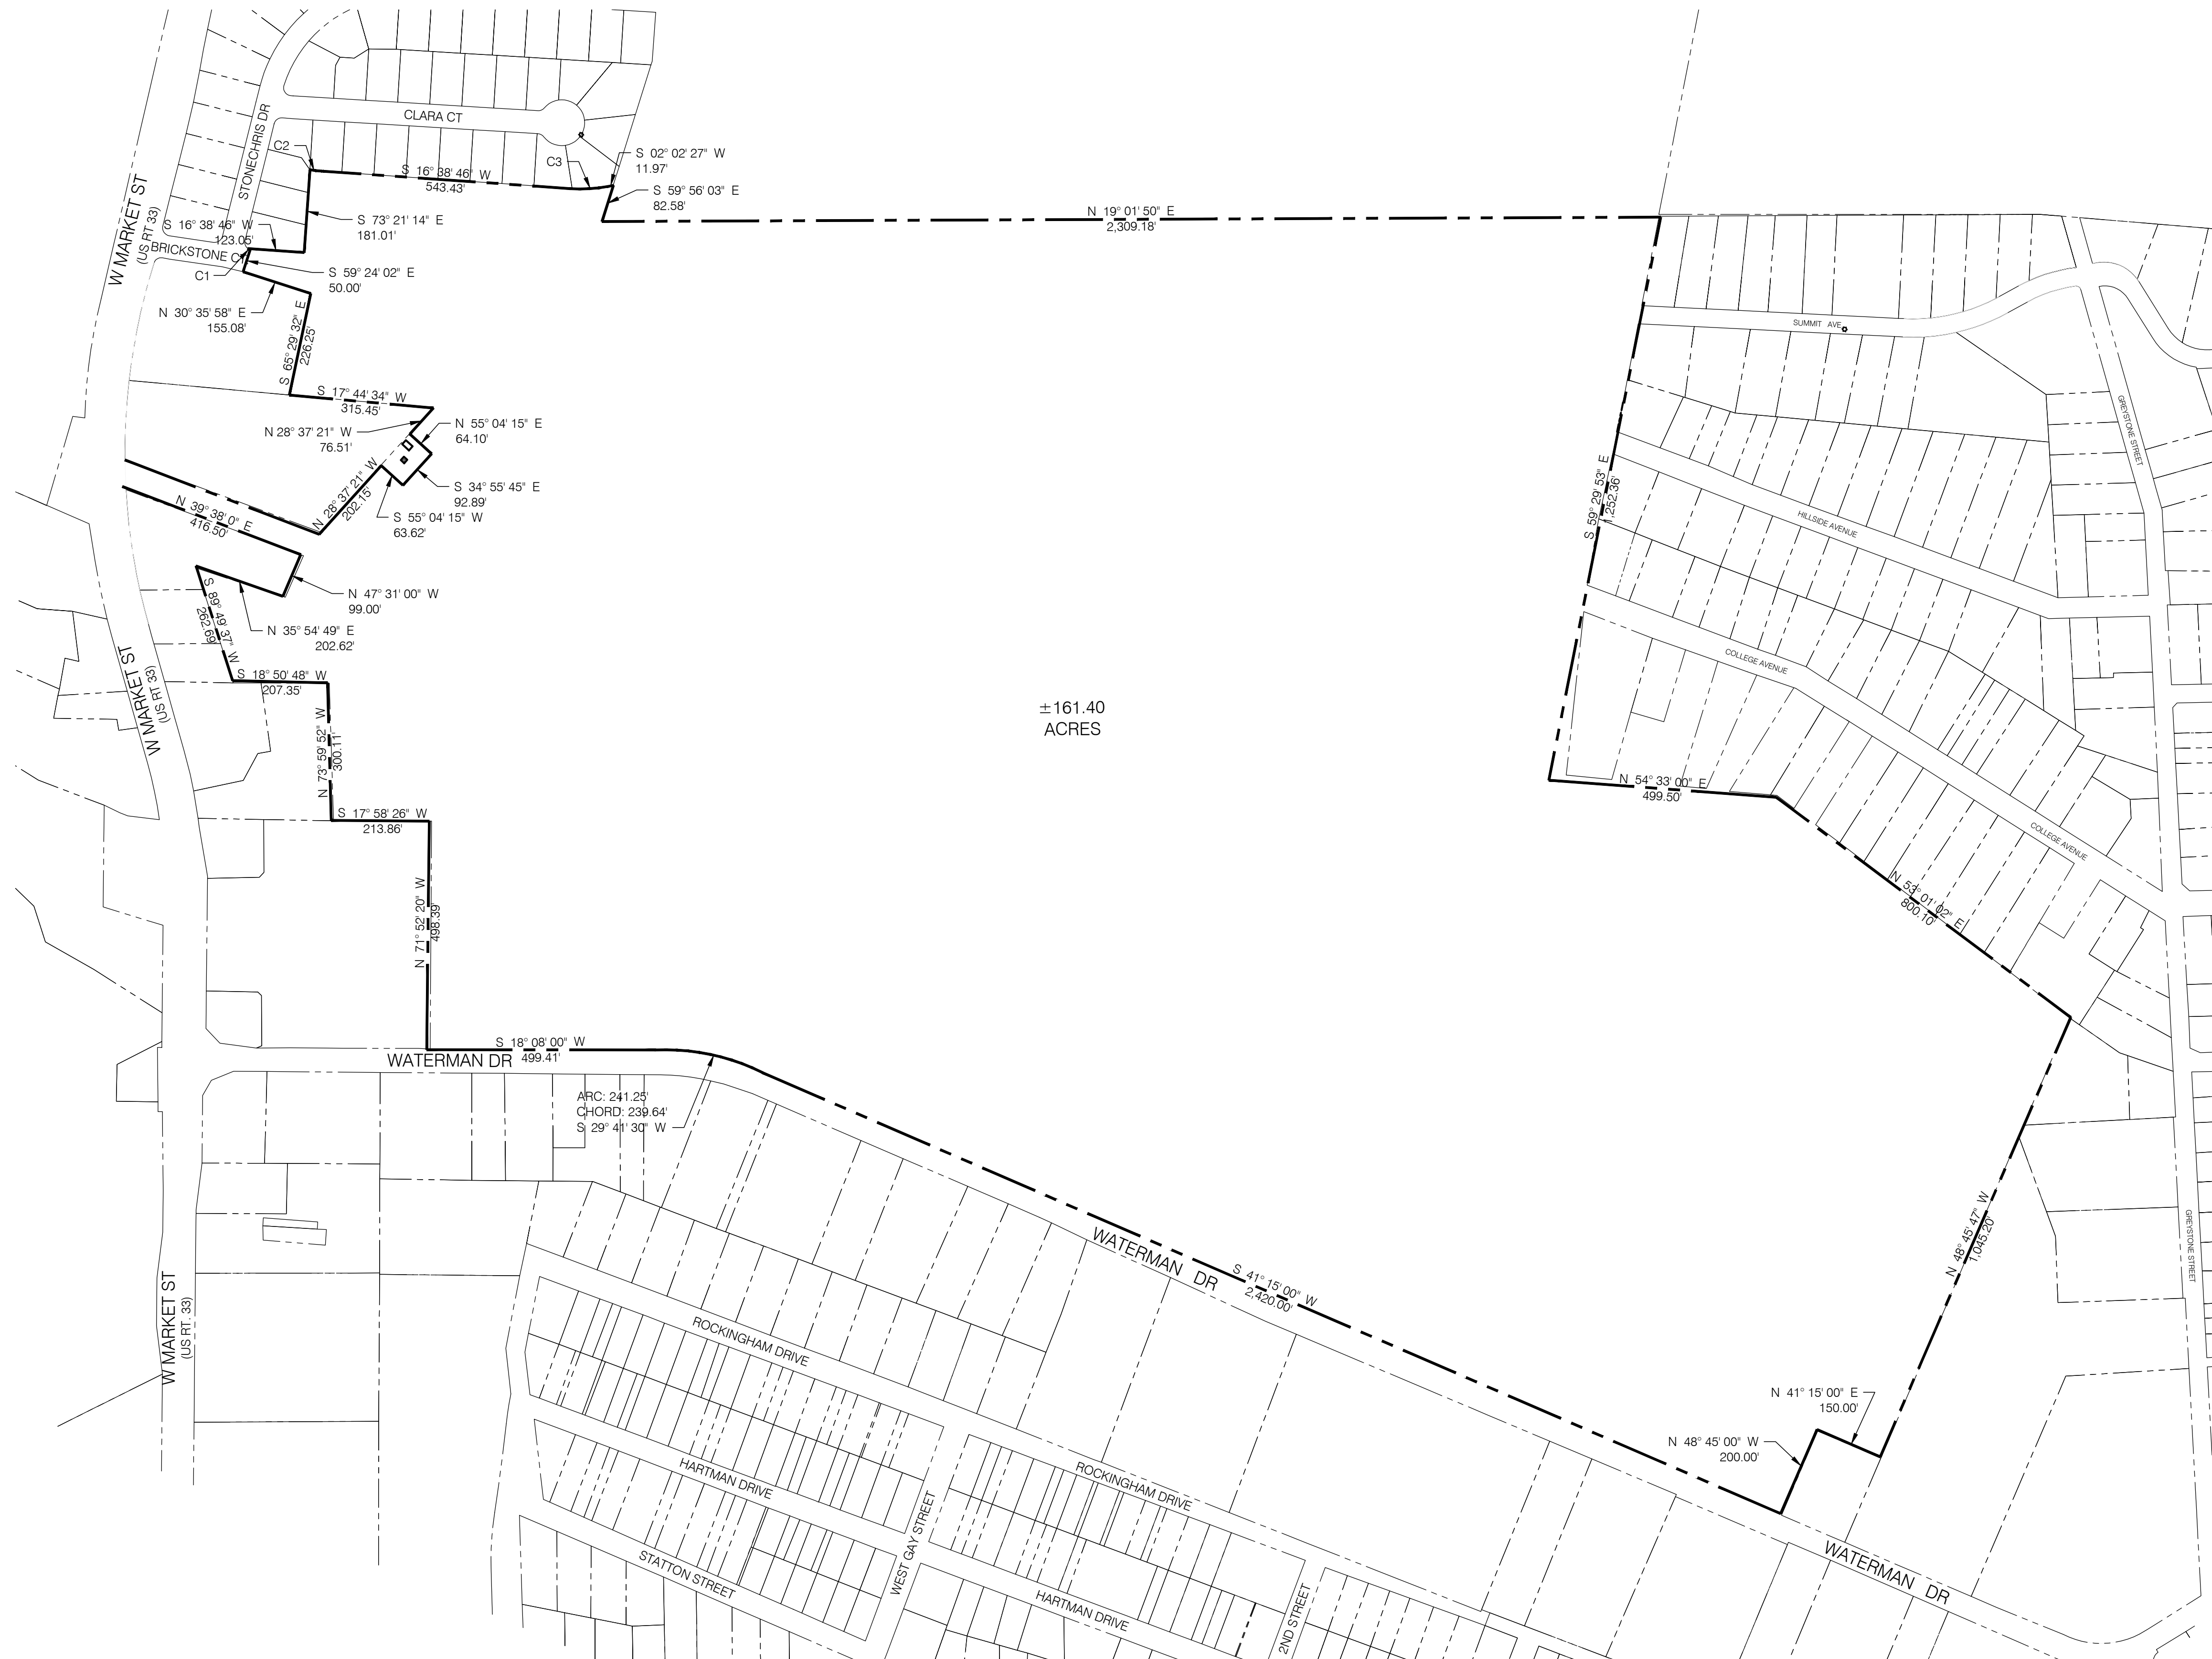 CLARA CT
STONECHRIS DR
C2
C3
S 02° 02' 27" W
11.97'
S 16° 38' 46" W
543.43'
S 59° 56' 03" E
82.58'
N 19° 01' 50" E
2,309.18'
S 73° 21' 14" E
181.01'
S 16° 38' 46" W
123.05'
W MARKET ST
(US RT 33)
BRICKSTONE CT
C1
S 59° 24' 02" E
50.00'
N 30° 35' 58" E
155.08'
S 65° 29' 32" E
226.25'
SUMMIT AVE
GREYSTONE STREET
S 17° 44' 34" W
315.45'
N 28° 37' 21" W
76.51'
N 55° 04' 15" E
64.10'
S 34° 55' 45" E
92.89'
S 55° 04' 15" W
63.62'
N 28° 37' 21" W
202.15'
N 39° 38' 0" E
416.50'
S 59° 29' 53" E
1,252.36'
HILLSIDE AVENUE
N 47° 31' 00" W
99.00'
N 35° 54' 49" E
202.62'
S 89° 49' 37" W
262.69'
COLLEGE AVENUE
W MARKET ST
(US RT 33)
S 18° 50' 48" W
207.35'
±161.40
ACRES
N 73° 59' 52" W
300.11'
N 54° 33' 00" E
499.50'
S 17° 58' 26" W
213.86'
COLLEGE AVENUE
N 53° 01' 02" E
800.10'
N 71° 52' 20" W
498.39'
S 18° 08' 00" W
499.41'
WATERMAN DR
ARC: 241.25'
CHORD: 239.64'
S 29° 41' 30" W
N 48° 45' 47" W
1,045.20'
GREYSTONE STREET
WATERMAN DR
S 41° 15' 00" W
2,420.00'
W MARKET ST
(US RT. 33)
ROCKINGHAM DRIVE
N 41° 15' 00" E
150.00'
N 48° 45' 00" W
200.00'
HARTMAN DRIVE
ROCKINGHAM DRIVE
WEST GAY STREET
STATTON STREET
HARTMAN DRIVE
2ND STREET
WATERMAN DR